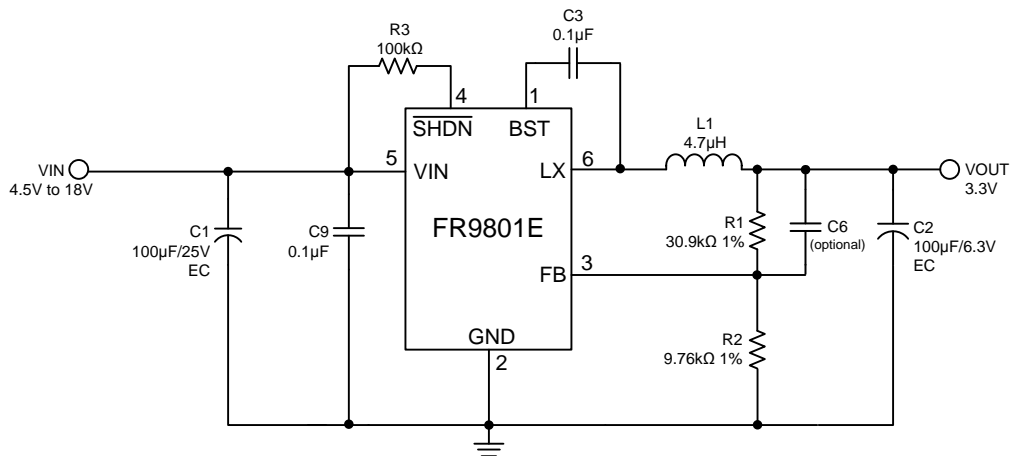 C3
0.1µF
R3
100kΩ
4
1
SHDN
BST
L1
4.7µH
VIN
4.5V to 18V
5
VIN
LX
6
VOUT
3.3V
C1
100µF/25V
EC
C9
0.1µF
FR9801E
R1
30.9kΩ 1%
C6
(optional)
C2
100µF/6.3V
EC
FB
3
GND
2
R2
9.76kΩ 1%